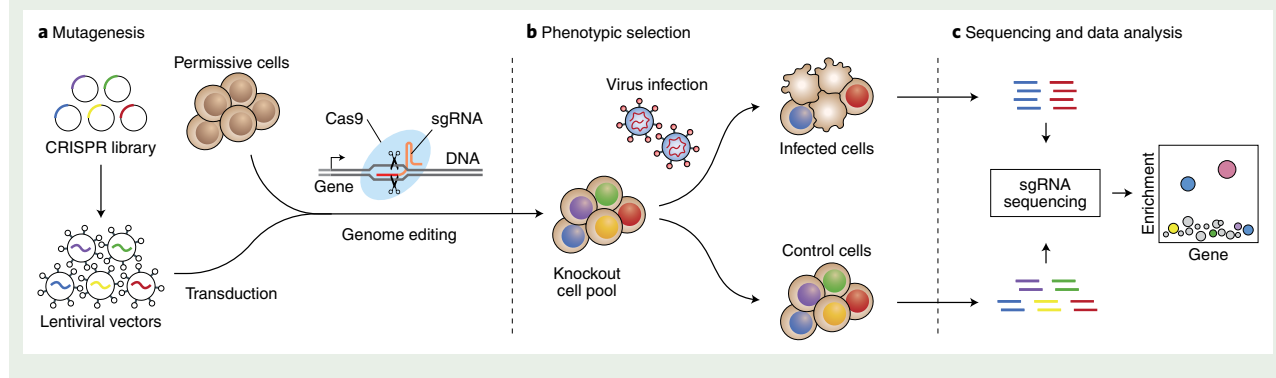 a Mutagenesis
Permissive cells
CRISPR library
Cas9
sgRNA
DNA
Gene
Genome editing
Transduction
Lentiviral vectors
b Phenotypic selection
Virus infection
Infected cells
Knockout
cell pool
Control cells
c Sequencing and data analysis
sgRNA
sequencing
Enrichment
Gene